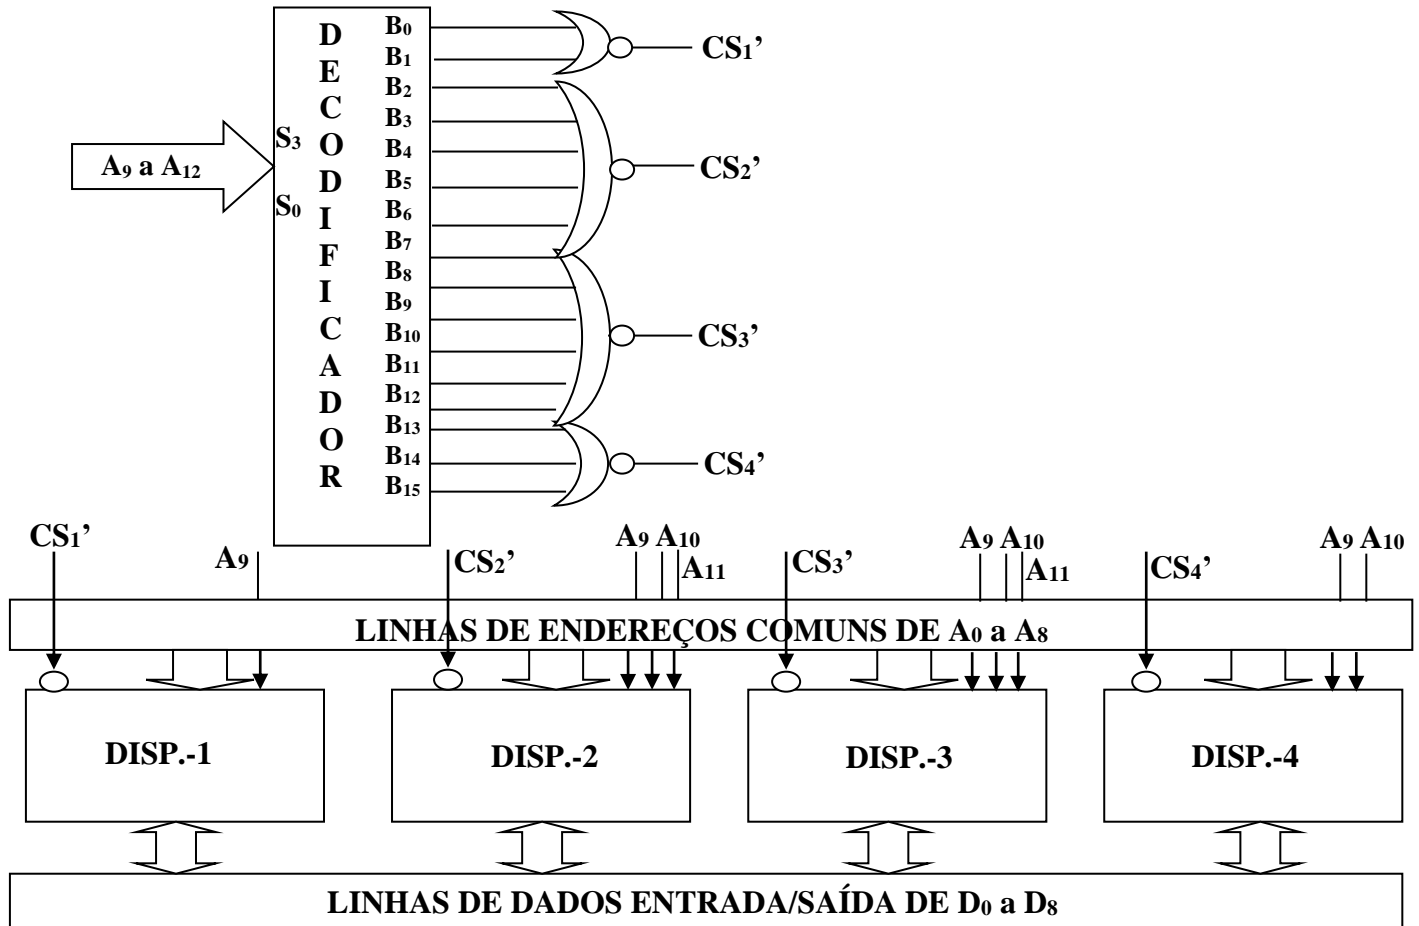 DECODIFICADOR
A9 a A12
S3
S0
B0
B1
B2
B3
B4
B5
B6
B7
B8
B9
B10
B11
B12
B13
B14
B15
CS1’
CS2’
CS3’
CS4’
CS1’
A9
CS2’
A9 A10
A11
CS3’
A9 A10
A11
CS4’
A9 A10
LINHAS DE ENDEREÇOS COMUNS DE A0 a A8
DISP.-1
DISP.-2
DISP.-3
DISP.-4
LINHAS DE DADOS ENTRADA/SAÍDA DE D0 a D8